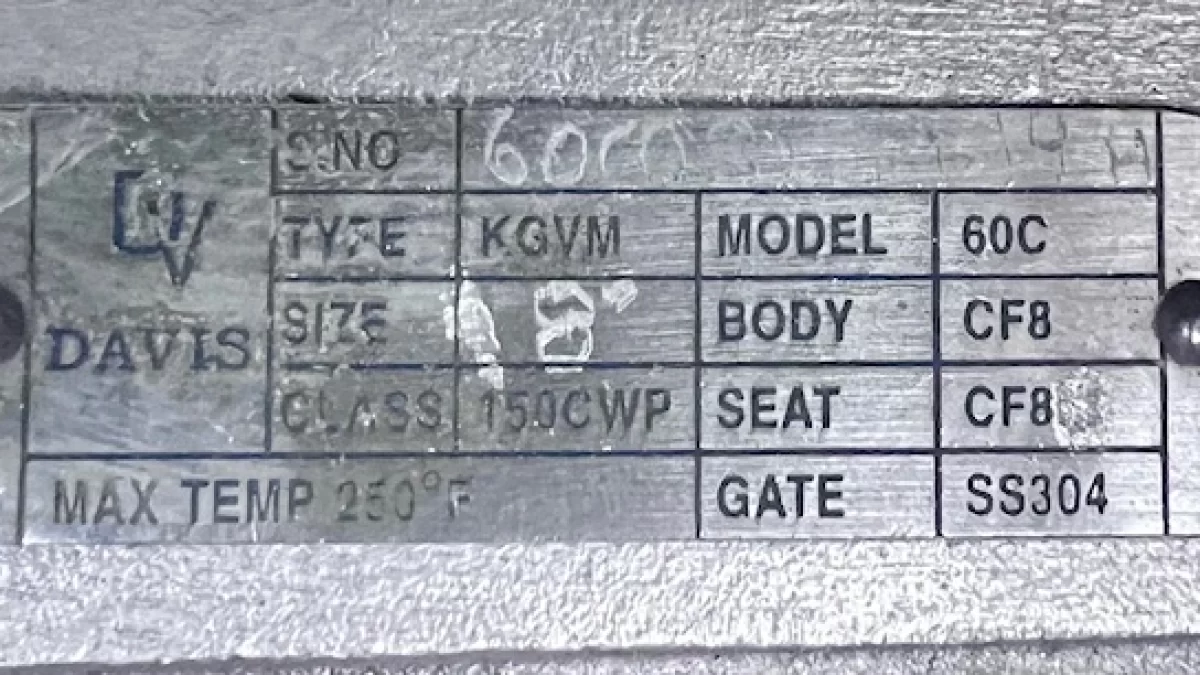 S.NO
DV
DAVIS
TYPE KGVM MODEL 60C
SIZE 8" BODY CF8
CLASS 150CWP SEAT CF8
MAX TEMP 250°F GATE SS304